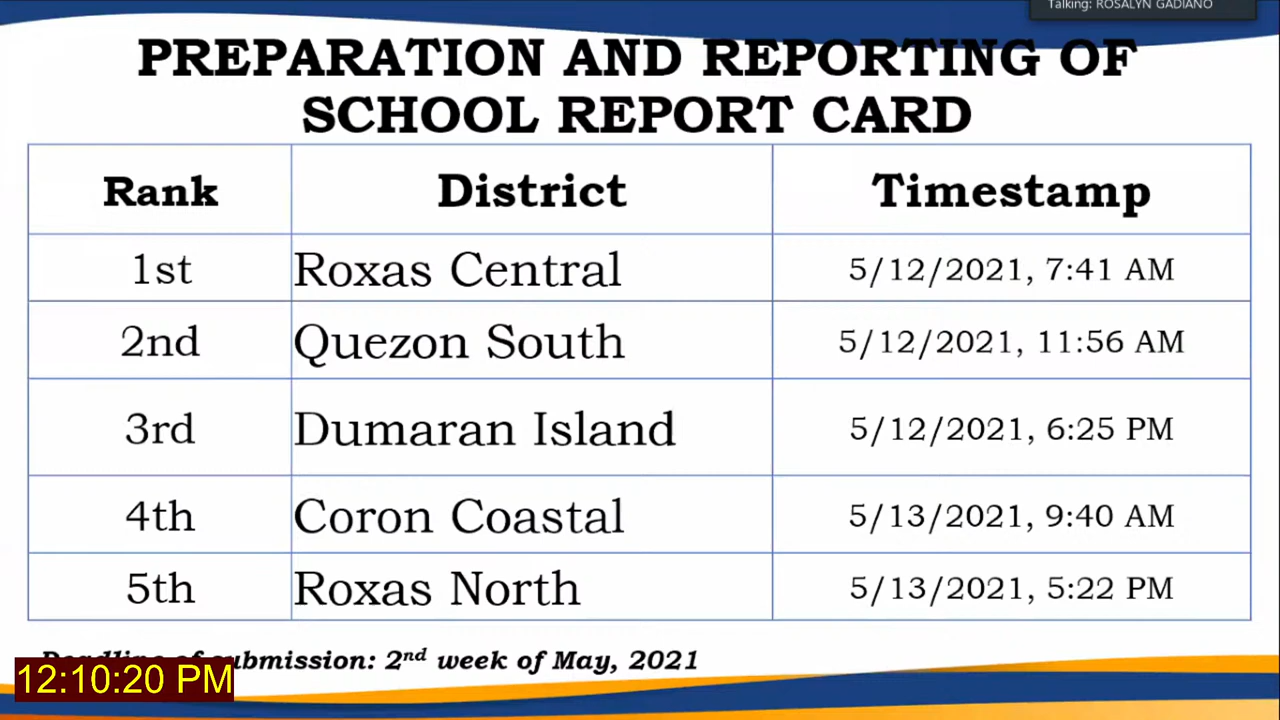 Talking: ROSALYN GADIANO
PREPARATION AND REPORTING OF
SCHOOL REPORT CARD
Rank District Timestamp
1st Roxas Central 5/12/2021, 7:41 AM
2nd Quezon South 5/12/2021, 11:56 AM
3rd Dumaran Island 5/12/2021, 6:25 PM
4th Coron Coastal 5/13/2021, 9:40 AM
5th Roxas North 5/13/2021, 5:22 PM
Deadline of submission: 2nd week of May, 2021
12:10:20 PM